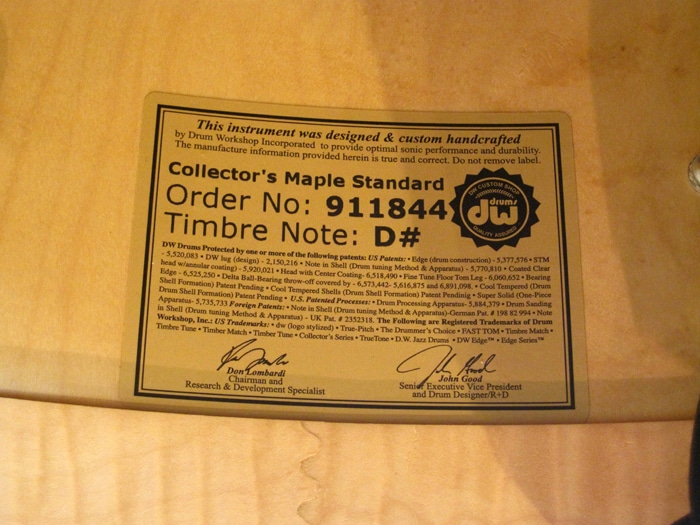 This instrument was designed & custom handcrafted
by Drum Workshop Incorporated to provide optimal sonic performance and durability.
The manufacture information provided herein is true and correct. Do not remove label.
Collector's Maple Standard
Order No: 911844
Timbre Note: D#
DW CUSTOM SHOP
drums
dw
QUALITY ASSURED
DW Drums Protected by one or more of the following patents: US Patents: • Edge (drum construction) - 5,377,576 • STM
- 5,520,083 • DW lug (design) - 2,150,216 • Note in Shell (Drum tuning Method & Apparatus) - 5,770,810 • Coated Clear
head w/annular coating) - 5,920,021 • Head with Center Coating- 6,518,490 • Fine Tune Floor Tom Leg - 6,060,652 • Bearing
Edge - 6,525,250 • Delta Ball-Bearing throw-off covered by - 6,573,442- 5,616,875 and 6,891,098. • Cool Tempered (Drum
Shell Formation) Patent Pending • Cool Tempered Shells (Drum Shell Formation) Patent Pending • Super Solid (One-Piece
Drum Shell Formation) Patent Pending • U.S. Patented Processes: • Drum Processing Apparatus - 5,884,379 • Drum Sanding
Apparatus- 5,735,733 Foreign Patents: • Note in Shell (Drum tuning Method & Apparatus)-German Pat. # 198 82 994 • Note
in Shell (Drum tuning Method & Apparatus) - UK Pat. # 2352318. The Following are Registered Trademarks of Drum
Workshop, Inc.: US Trademarks: • dw (logo stylized) • True-Pitch • The Drummer's Choice • FAST TOM • Timbre Match •
Timbre Tune • Timber Match • Timber Tune • Collector's Series • TrueTone • D.W. Jazz Drums • DW Edge™ • Edge Series™
Don Lombardi
Chairman and
Research & Development Specialist
John Good
Senior Executive Vice President
and Drum Designer/R+D